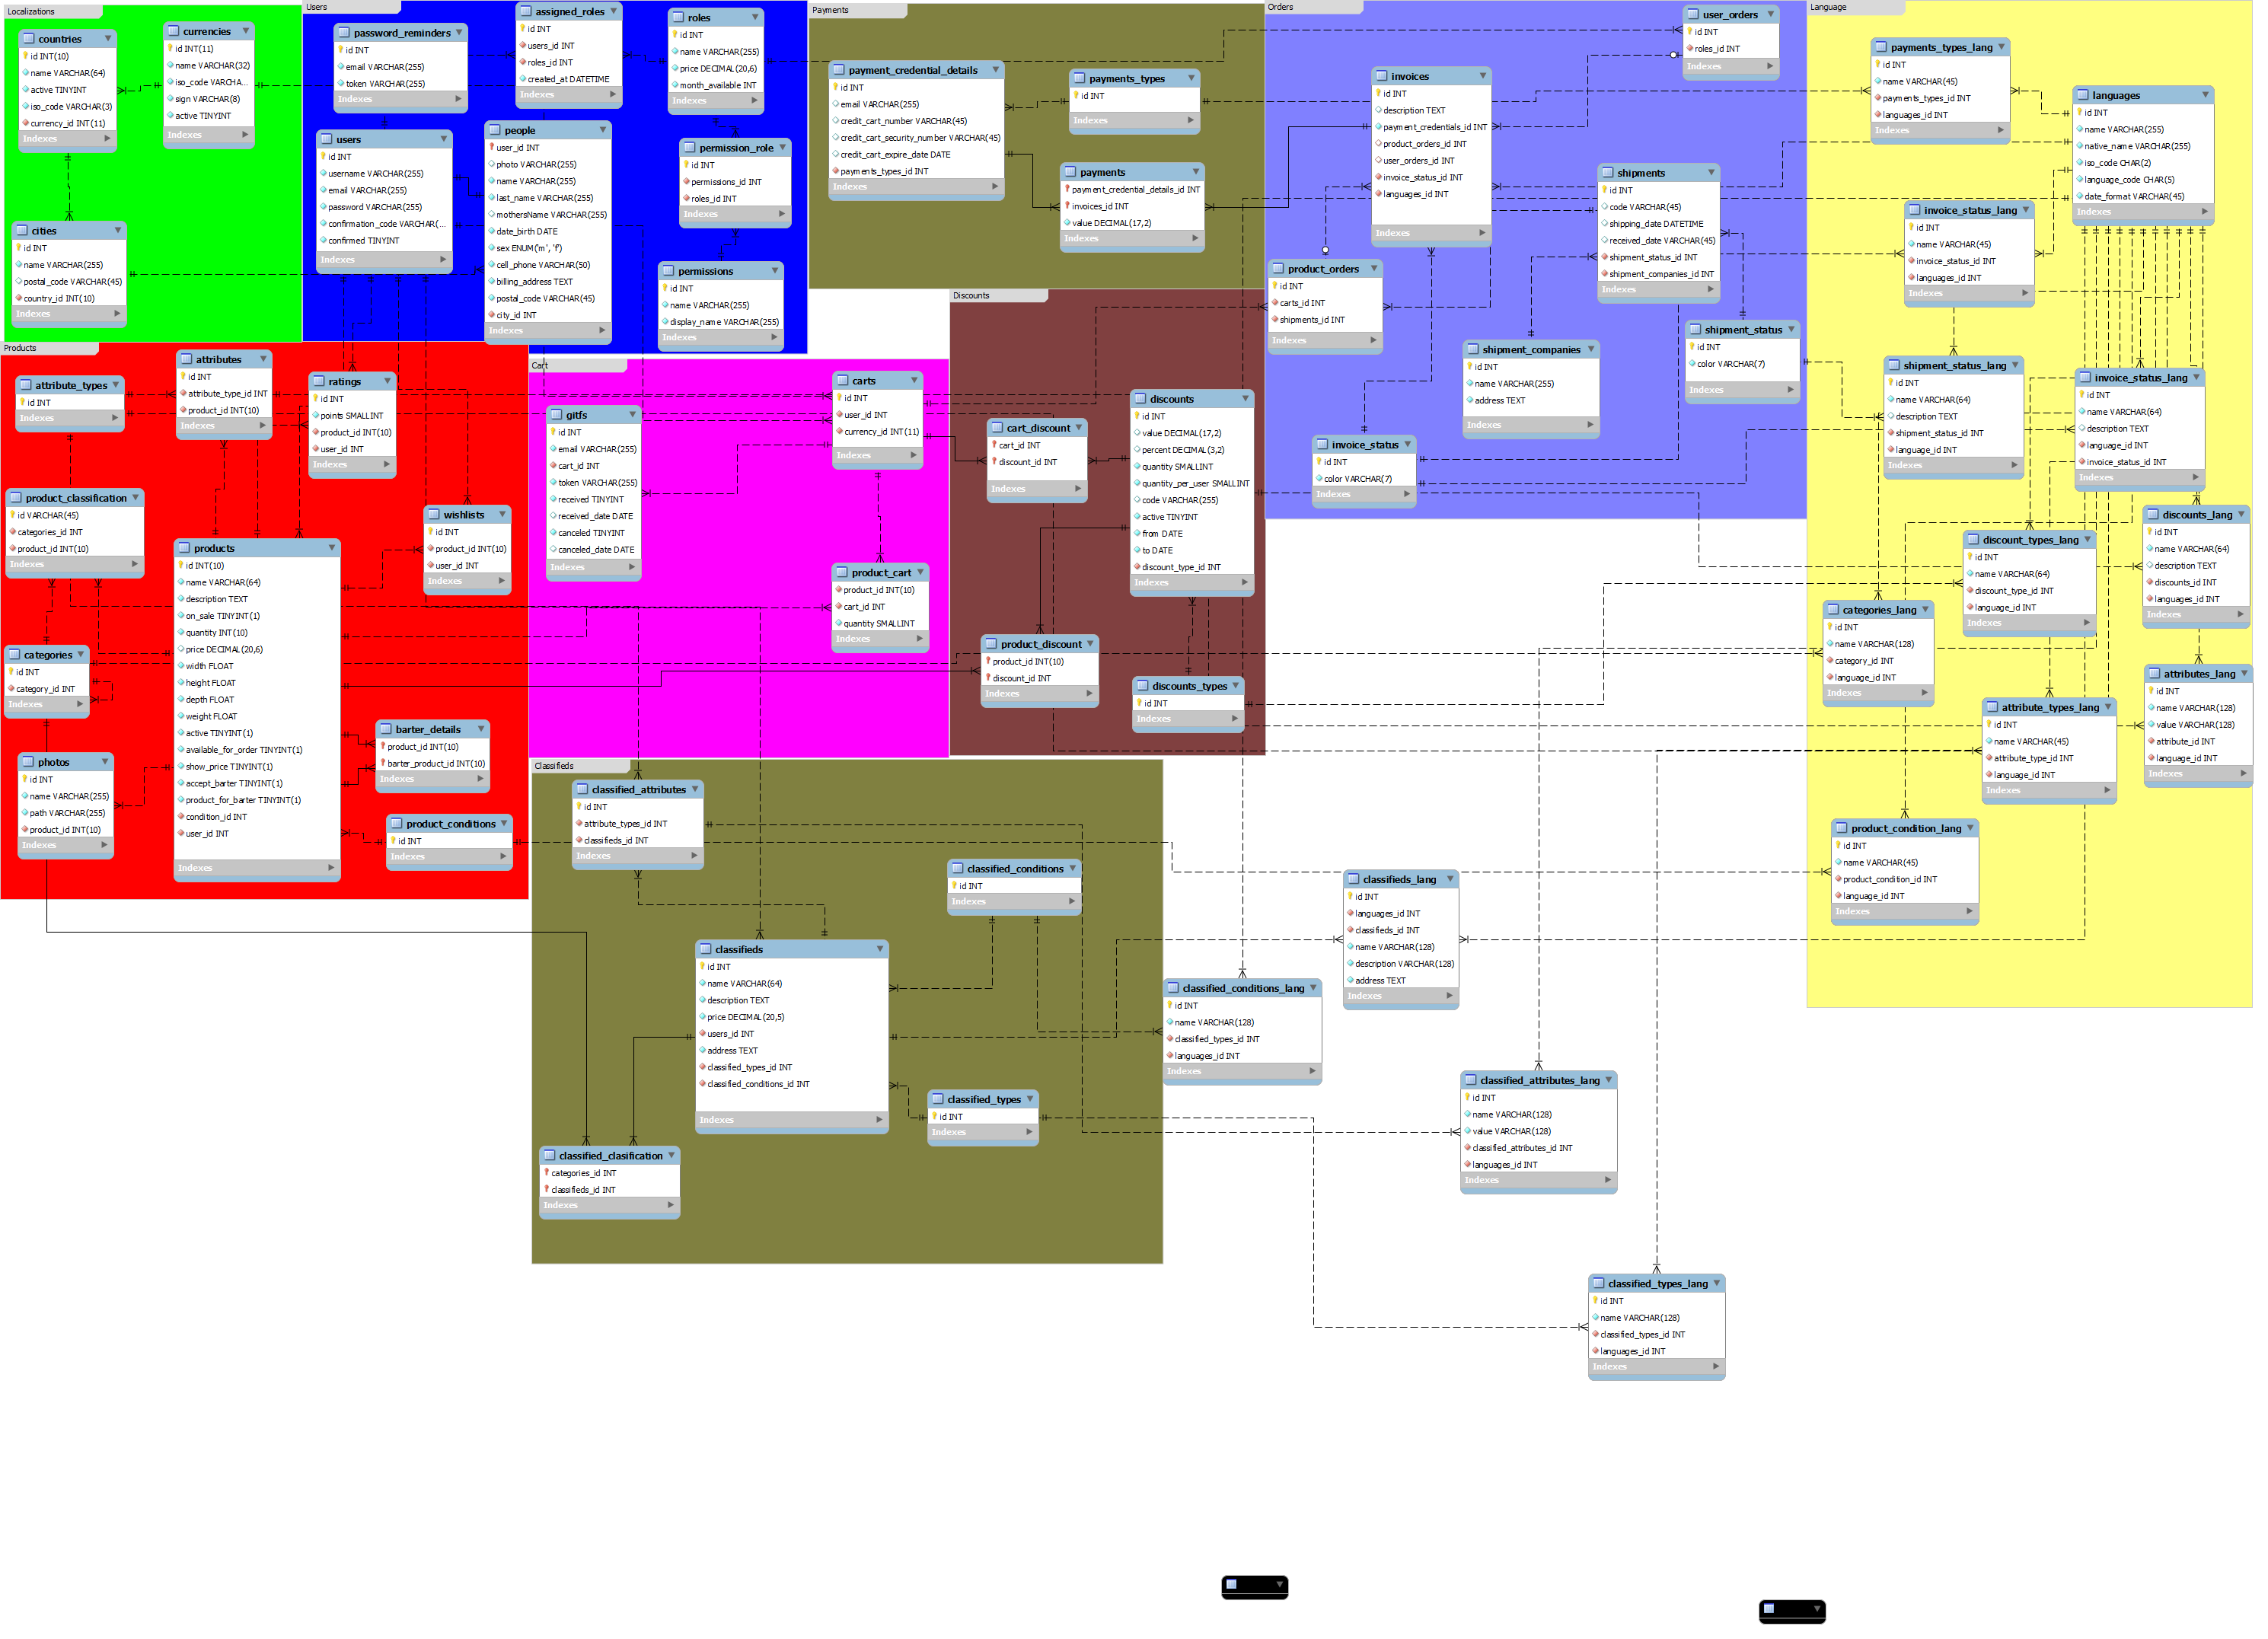 Localizations
countries
id INT(10)
name VARCHAR(64)
active TINYINT
iso_code VARCHAR(3)
currency_id INT(11)
Indexes
currencies
id INT(11)
name VARCHAR(32)
iso_code VARCHA...
sign VARCHAR(8)
active TINYINT
Indexes
cities
id INT
name VARCHAR(255)
postal_code VARCHAR(45)
country_id INT(10)
Indexes
Users
password_reminders
id INT
email VARCHAR(255)
token VARCHAR(255)
Indexes
assigned_roles
id INT
users_id INT
roles_id INT
created_at DATETIME
Indexes
roles
id INT
name VARCHAR(255)
price DECIMAL(20,6)
month_available INT
Indexes
users
id INT
username VARCHAR(255)
email VARCHAR(255)
password VARCHAR(255)
confirmation_code VARCHAR(...
confirmed TINYINT
Indexes
people
user_id INT
photo VARCHAR(255)
name VARCHAR(255)
last_name VARCHAR(255)
mothersName VARCHAR(255)
date_birth DATE
sex ENUM('m', 'f')
cell_phone VARCHAR(50)
billing_address TEXT
postal_code VARCHAR(45)
city_id INT
Indexes
permission_role
id INT
permissions_id INT
roles_id INT
Indexes
permissions
id INT
name VARCHAR(255)
display_name VARCHAR(255)
Indexes
Payments
payment_credential_details
id INT
email VARCHAR(255)
credit_cart_number VARCHAR(45)
credit_cart_security_number VARCHAR(45)
credit_cart_expire_date DATE
payments_types_id INT
Indexes
payments_types
id INT
Indexes
payments
payment_credential_details_id INT
invoices_id INT
value DECIMAL(17,2)
Indexes
Orders
user_orders
id INT
roles_id INT
Indexes
invoices
id INT
description TEXT
payment_credentials_id INT
product_orders_id INT
user_orders_id INT
invoice_status_id INT
languages_id INT
Indexes
shipments
id INT
code VARCHAR(45)
shipping_date DATETIME
received_date VARCHAR(45)
shipment_status_id INT
shipment_companies_id INT
Indexes
product_orders
id INT
carts_id INT
shipments_id INT
Indexes
shipment_companies
id INT
name VARCHAR(255)
address TEXT
Indexes
shipment_status
id INT
color VARCHAR(7)
Indexes
invoice_status
id INT
color VARCHAR(7)
Indexes
Language
payments_types_lang
id INT
name VARCHAR(45)
payments_types_id INT
languages_id INT
Indexes
languages
id INT
name VARCHAR(255)
native_name VARCHAR(255)
iso_code CHAR(2)
language_code CHAR(5)
date_format VARCHAR(45)
Indexes
invoice_status_lang
id INT
name VARCHAR(45)
invoice_status_id INT
languages_id INT
Indexes
shipment_status_lang
id INT
name VARCHAR(64)
description TEXT
shipment_status_id INT
language_id INT
Indexes
invoice_status_lang
id INT
name VARCHAR(64)
description TEXT
language_id INT
invoice_status_id INT
Indexes
discounts_lang
id INT
name VARCHAR(64)
description TEXT
discounts_id INT
languages_id INT
Indexes
discount_types_lang
id INT
name VARCHAR(64)
discount_type_id INT
language_id INT
Indexes
categories_lang
id INT
name VARCHAR(128)
category_id INT
language_id INT
Indexes
attributes_lang
id INT
name VARCHAR(128)
value VARCHAR(128)
attribute_id INT
language_id INT
Indexes
attribute_types_lang
id INT
name VARCHAR(45)
attribute_type_id INT
language_id INT
Indexes
product_condition_lang
id INT
name VARCHAR(45)
product_condition_id INT
language_id INT
Indexes
Products
attribute_types
id INT
Indexes
attributes
id INT
attribute_type_id INT
product_id INT(10)
Indexes
ratings
id INT
points SMALLINT
product_id INT(10)
user_id INT
Indexes
product_classification
id VARCHAR(45)
categories_id INT
product_id INT(10)
Indexes
products
id INT(10)
name VARCHAR(64)
description TEXT
on_sale TINYINT(1)
quantity INT(10)
price DECIMAL(20,6)
width FLOAT
height FLOAT
depth FLOAT
weight FLOAT
active TINYINT(1)
available_for_order TINYINT(1)
show_price TINYINT(1)
accept_barter TINYINT(1)
product_for_barter TINYINT(1)
condition_id INT
user_id INT
Indexes
wishlists
id INT
product_id INT(10)
user_id INT
Indexes
categories
id INT
category_id INT
Indexes
photos
id INT
name VARCHAR(255)
path VARCHAR(255)
product_id INT(10)
Indexes
barter_details
product_id INT(10)
barter_product_id INT(10)
Indexes
product_conditions
id INT
Indexes
Cart
carts
id INT
user_id INT
currency_id INT(11)
Indexes
gitfs
id INT
email VARCHAR(255)
cart_id INT
token VARCHAR(255)
received TINYINT
received_date DATE
canceled TINYINT
canceled_date DATE
Indexes
product_cart
product_id INT(10)
cart_id INT
quantity SMALLINT
Indexes
Discounts
discounts
id INT
value DECIMAL(17,2)
percent DECIMAL(3,2)
quantity SMALLINT
quantity_per_user SMALLINT
code VARCHAR(255)
active TINYINT
from DATE
to DATE
discount_type_id INT
Indexes
cart_discount
cart_id INT
discount_id INT
Indexes
product_discount
product_id INT(10)
discount_id INT
Indexes
discounts_types
id INT
Indexes
Classifieds
classified_attributes
id INT
attribute_types_id INT
classifieds_id INT
Indexes
classified_conditions
id INT
Indexes
classifieds
id INT
name VARCHAR(64)
description TEXT
price DECIMAL(20,5)
users_id INT
address TEXT
classified_types_id INT
classified_conditions_id INT
Indexes
classified_types
id INT
Indexes
classified_clasification
categories_id INT
classifieds_id INT
Indexes
classifieds_lang
id INT
languages_id INT
classifieds_id INT
name VARCHAR(128)
description VARCHAR(128)
address TEXT
Indexes
classified_conditions_lang
id INT
name VARCHAR(128)
classified_types_id INT
languages_id INT
Indexes
classified_attributes_lang
id INT
name VARCHAR(128)
value VARCHAR(128)
classified_attributes_id INT
languages_id INT
Indexes
classified_types_lang
id INT
name VARCHAR(128)
classified_types_id INT
languages_id INT
Indexes